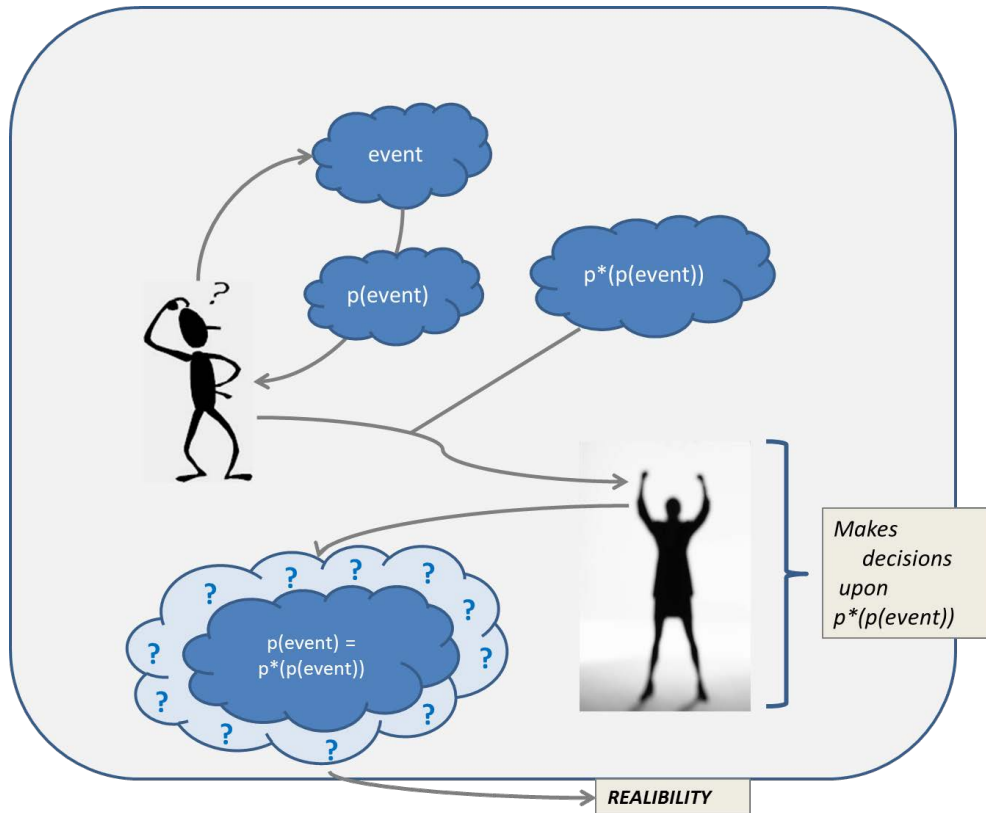 event
?
p(event)
p*(p(event))
Makes
decisions
upon
p*(p(event))
?
?
?
?
?
?
?
?
?
?
?
p(event) =
p*(p(event))
REALIBILITY